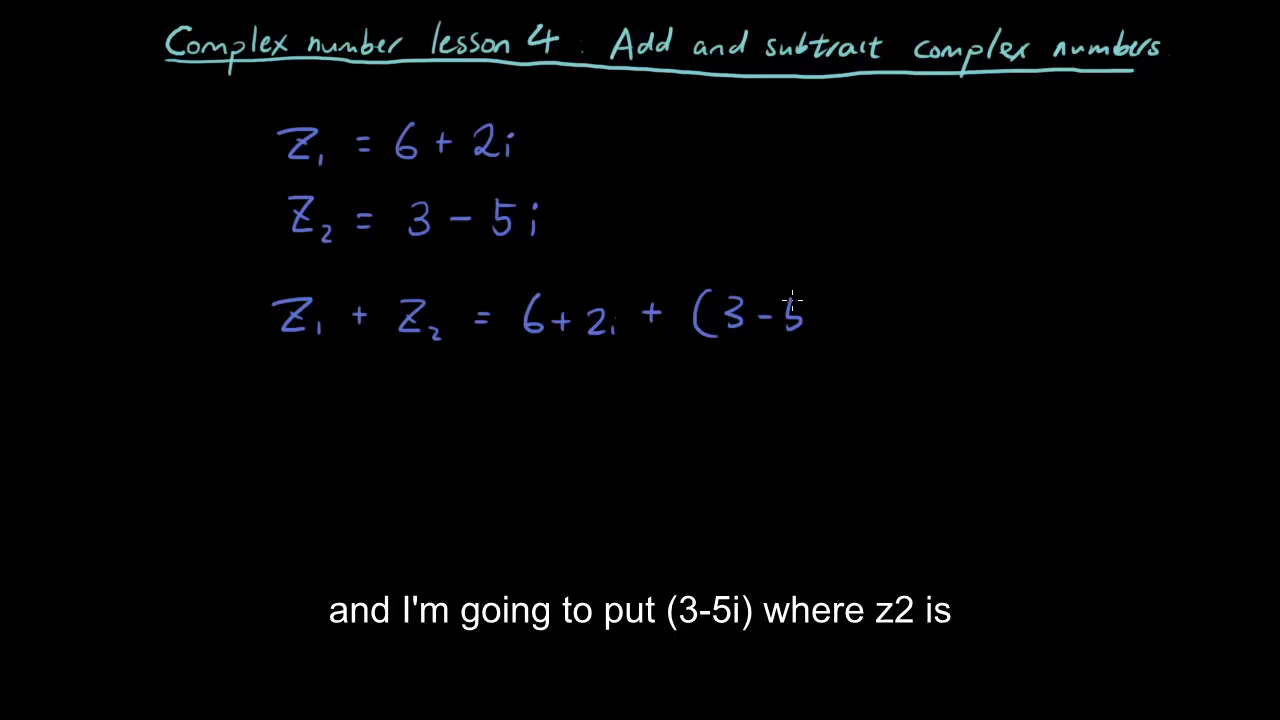 Complex number lesson 4 : Add and subtract complex numbers
Z₁ = 6 + 2i
Z₂ = 3 - 5i
Z₁ + Z₂ = 6 + 2i + (3 - 5
and I'm going to put (3-5i) where z2 is